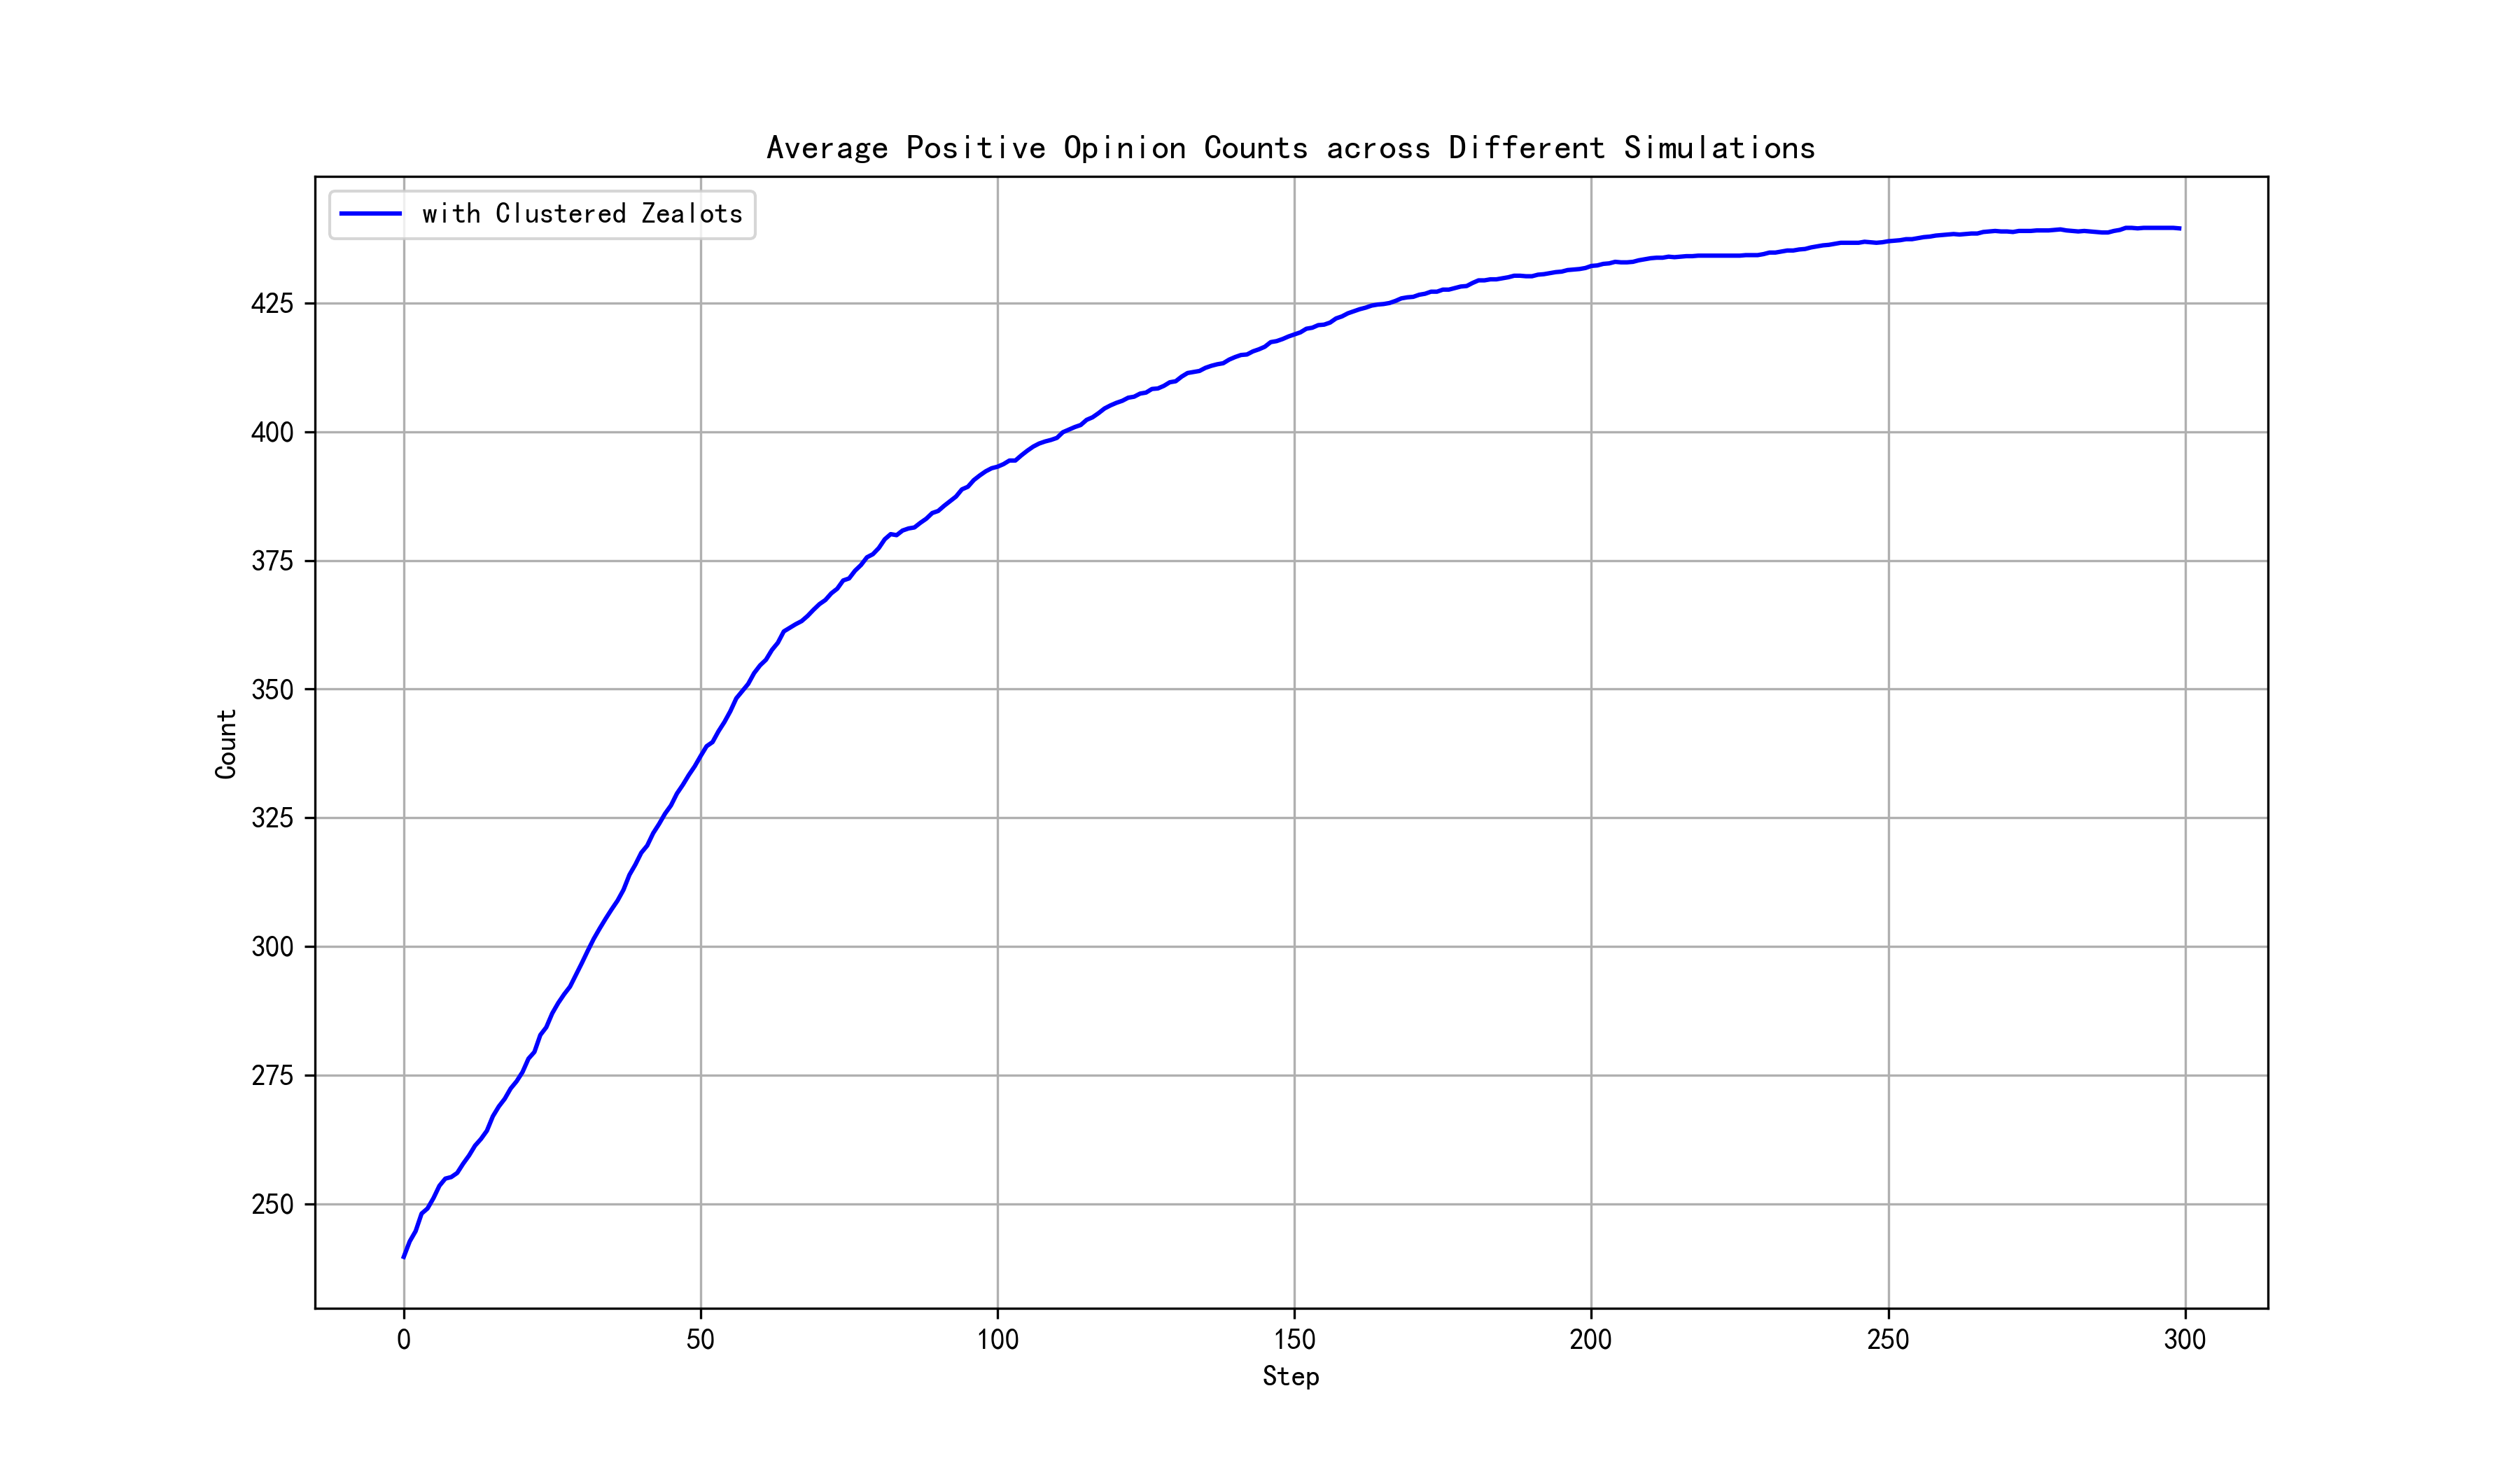 Average Positive Opinion Counts across Different Simulations
with Clustered Zealots
Count
425
400
375
350
325
300
275
250
0 50 100 150 200 250 300
Step